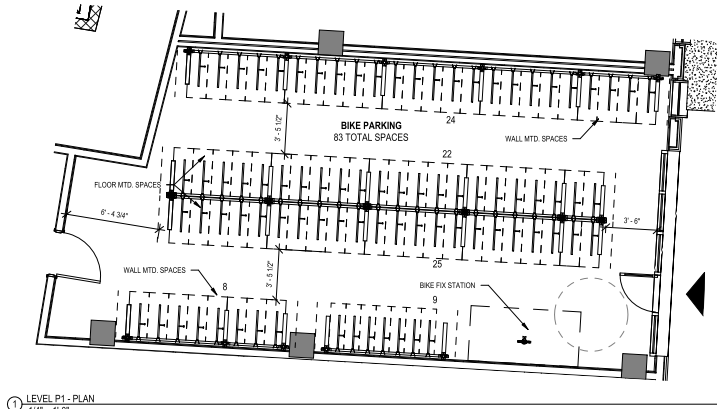 24
BIKE PARKING
83 TOTAL SPACES
3' - 5 1/2"
WALL MTD. SPACES
22
FLOOR MTD. SPACES
6' - 4 3/4"
3' - 6"
25
3' - 5 1/2"
WALL MTD. SPACES
8
9
BIKE FIX STATION
1
LEVEL P1 - PLAN